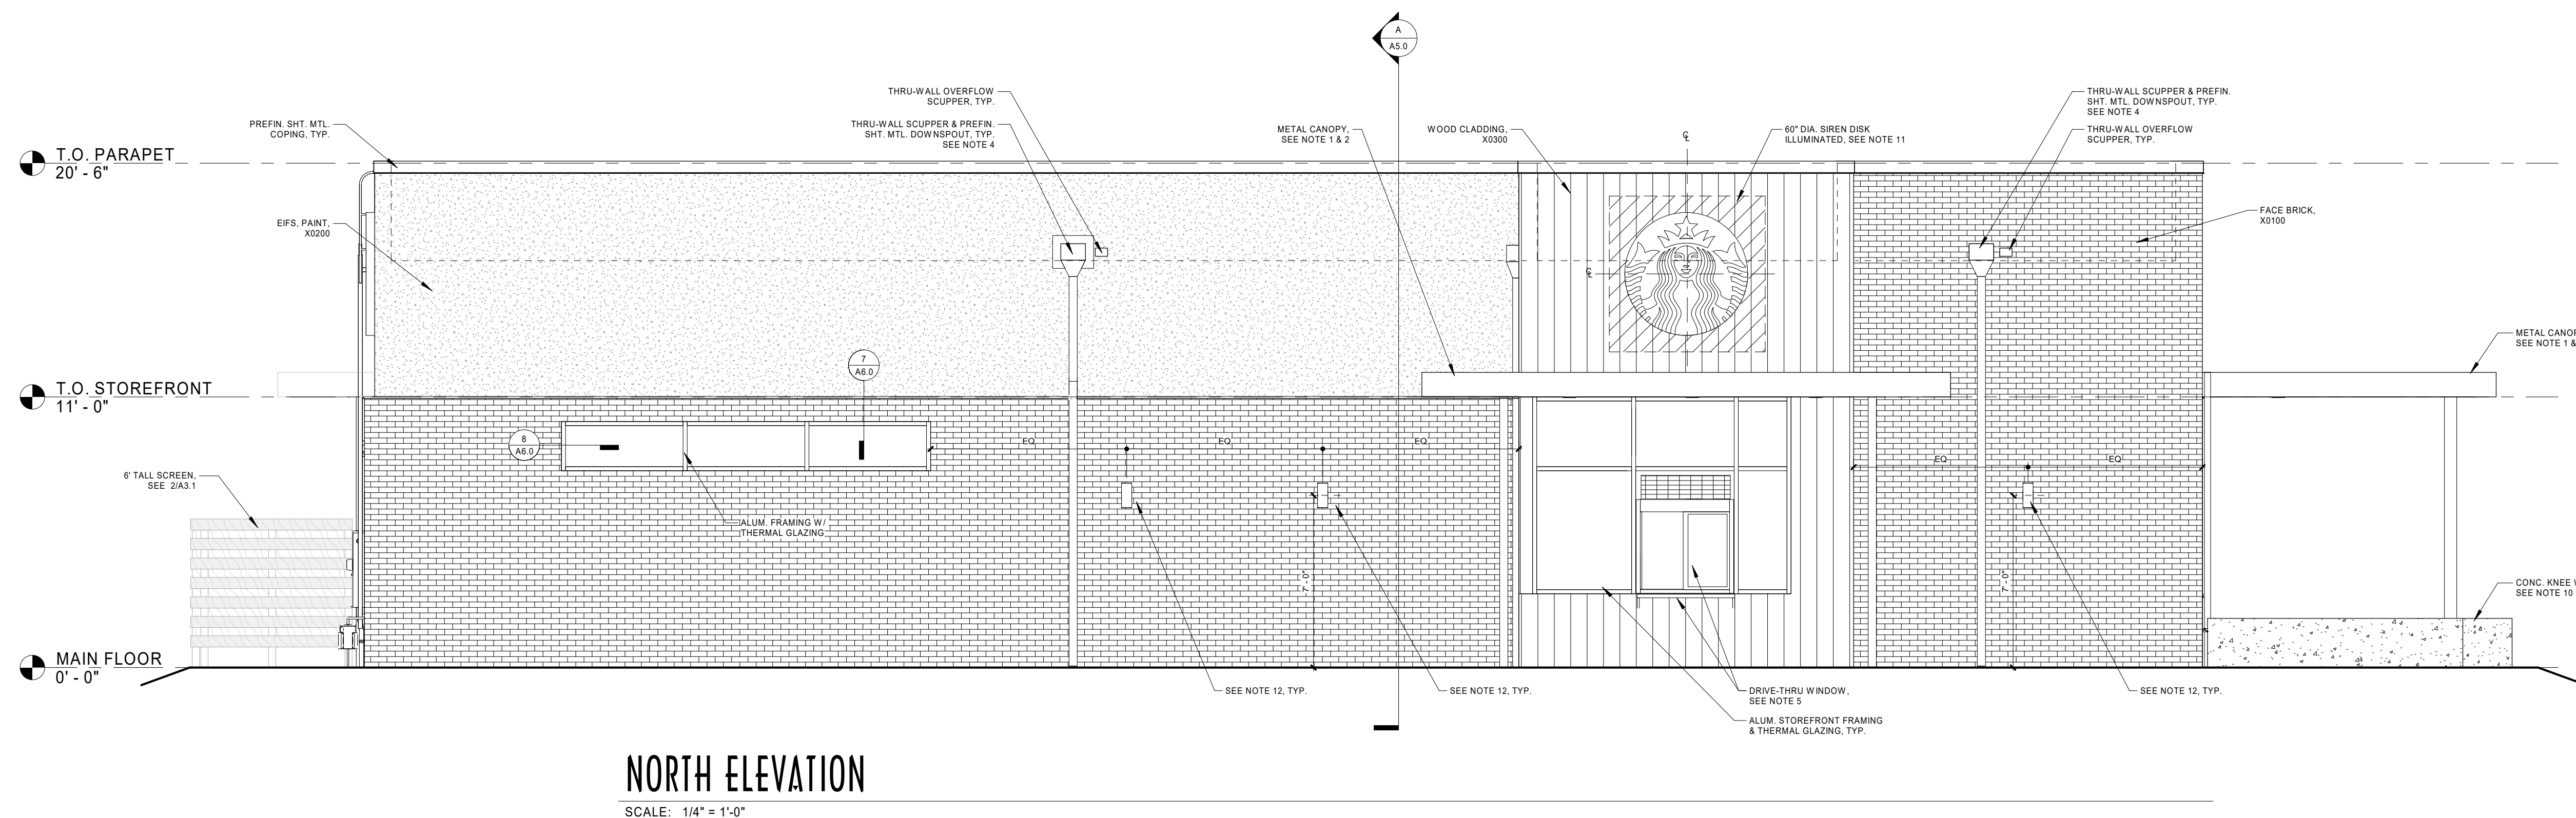 A
A5.0
THRU-WALL OVERFLOW
SCUPPER, TYP.
THRU-WALL SCUPPER & PREFIN.
SHT. MTL. DOWNSPOUT, TYP.
SEE NOTE 4
THRU-WALL SCUPPER & PREFIN.
SHT. MTL. DOWNSPOUT, TYP.
SEE NOTE 4
THRU-WALL OVERFLOW
SCUPPER, TYP.
PREFIN. SHT. MTL.
COPING, TYP.
METAL CANOPY,
SEE NOTE 1 & 2
WOOD CLADDING,
X0300
℄
60" DIA. SIREN DISK
ILLUMINATED, SEE NOTE 11
T.O. PARAPET
20' - 6"
EIFS, PAINT,
X0200
FACE BRICK,
X0100
℄
METAL CANOP
SEE NOTE 1 &
7
A6.0
T.O. STOREFRONT
11' - 0"
8
A6.0
EQ
EQ
EQ
EQ
EQ
6' TALL SCREEN,
SEE 2/A3.1
ALUM. FRAMING W/
THERMAL GLAZING
7' - 0"
7' - 0"
CONC. KNEE W
SEE NOTE 10
MAIN FLOOR
0' - 0"
SEE NOTE 12, TYP.
SEE NOTE 12, TYP.
DRIVE-THRU WINDOW,
SEE NOTE 5
SEE NOTE 12, TYP.
ALUM. STOREFRONT FRAMING
& THERMAL GLAZING, TYP.
NORTH ELEVATION
SCALE: 1/4" = 1'-0"